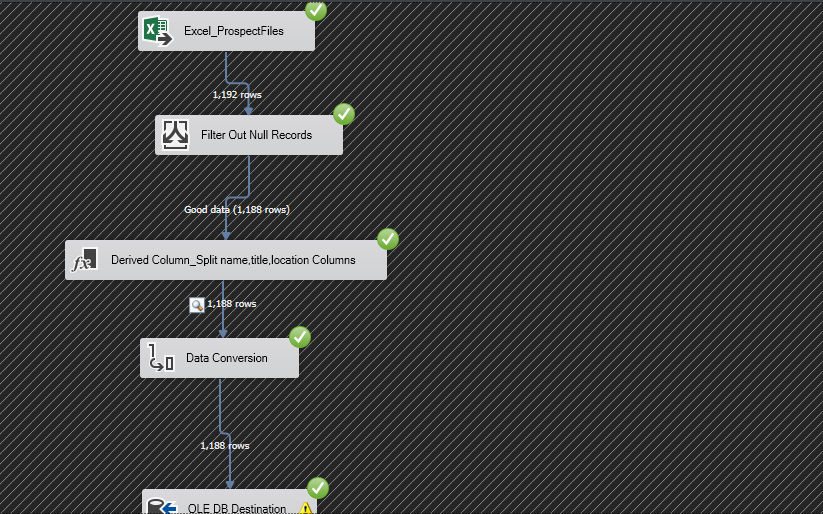 Excel_ProspectFiles
1,192 rows
Filter Out Null Records
Good data (1,188 rows)
fx
Derived Column_Split name,title,location Columns
1,188 rows
Data Conversion
1,188 rows
OLE DB Destination